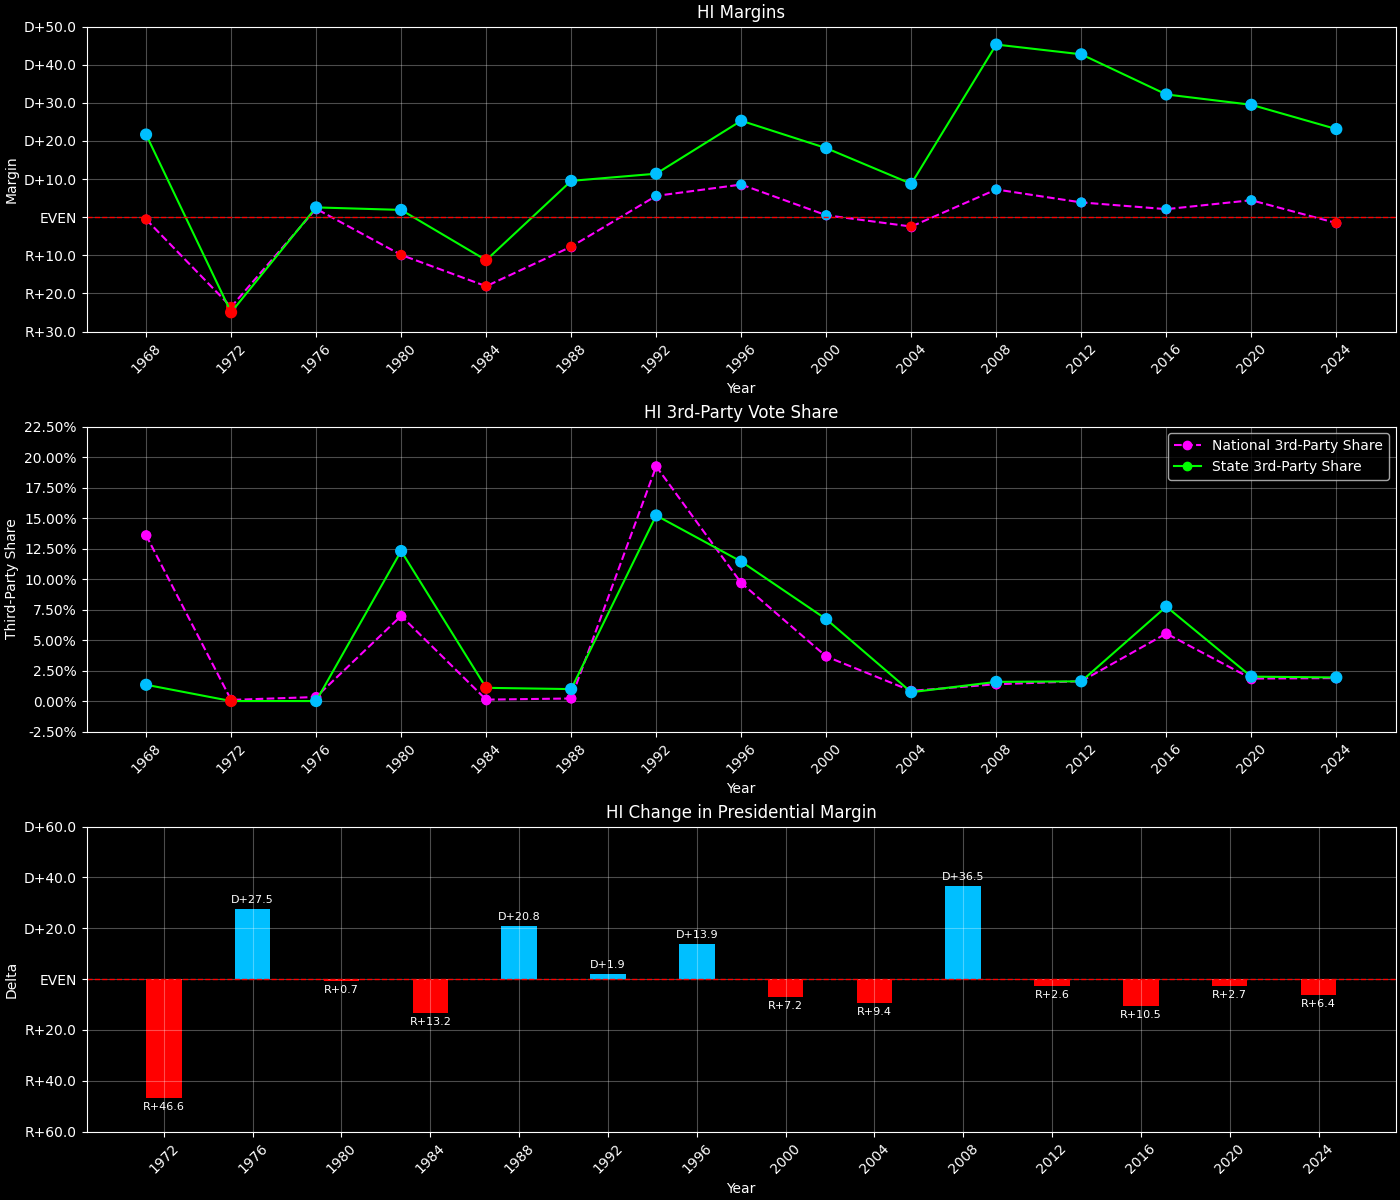 HI Margins
D+50.0
D+40.0
D+30.0
D+20.0
D+10.0
EVEN
R+10.0
R+20.0
R+30.0
Margin
1968 1972 1976 1980 1984 1988 1992 1996 2000 2004 2008 2012 2016 2020 2024
Year
HI 3rd-Party Vote Share
22.50%
20.00%
17.50%
15.00%
12.50%
10.00%
7.50%
5.00%
2.50%
0.00%
-2.50%
Third-Party Share
National 3rd-Party Share
State 3rd-Party Share
1968 1972 1976 1980 1984 1988 1992 1996 2000 2004 2008 2012 2016 2020 2024
Year
HI Change in Presidential Margin
D+60.0
D+40.0
D+20.0
EVEN
R+20.0
R+40.0
R+60.0
Delta
R+46.6
D+27.5
R+0.7
R+13.2
D+20.8
D+1.9
D+13.9
R+7.2
R+9.4
D+36.5
R+2.6
R+10.5
R+2.7
R+6.4
1972 1976 1980 1984 1988 1992 1996 2000 2004 2008 2012 2016 2020 2024
Year